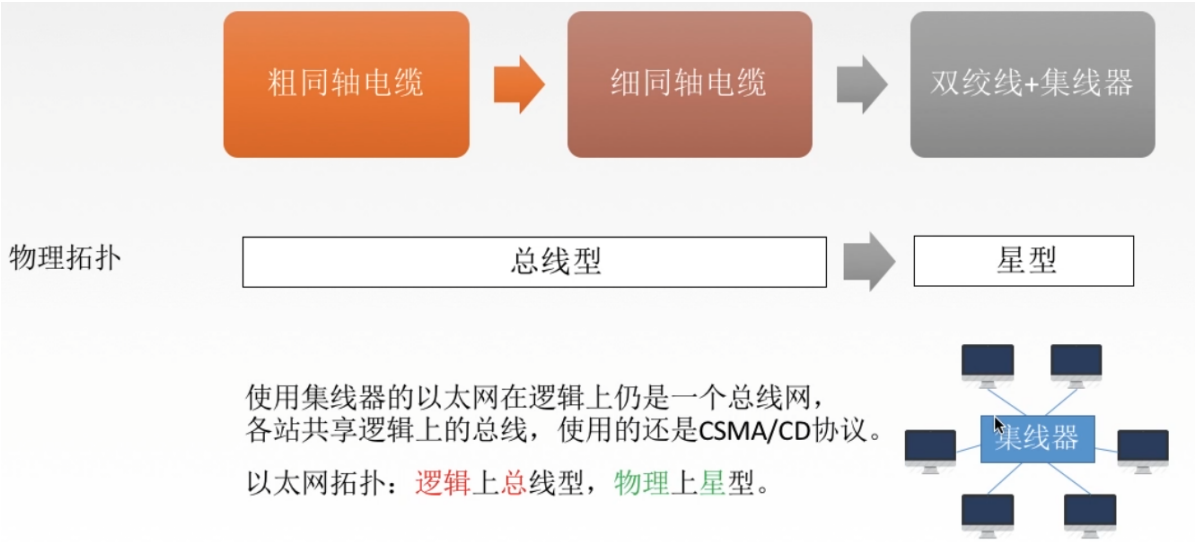 粗同轴电缆
细同轴电缆
双绞线+集线器
物理拓扑
总线型
星型
使用集线器的以太网在逻辑上仍是一个总线网，
各站共享逻辑上的总线，使用的还是CSMA/CD协议。
集线器
以太网拓扑：逻辑上总线型，物理上星型。